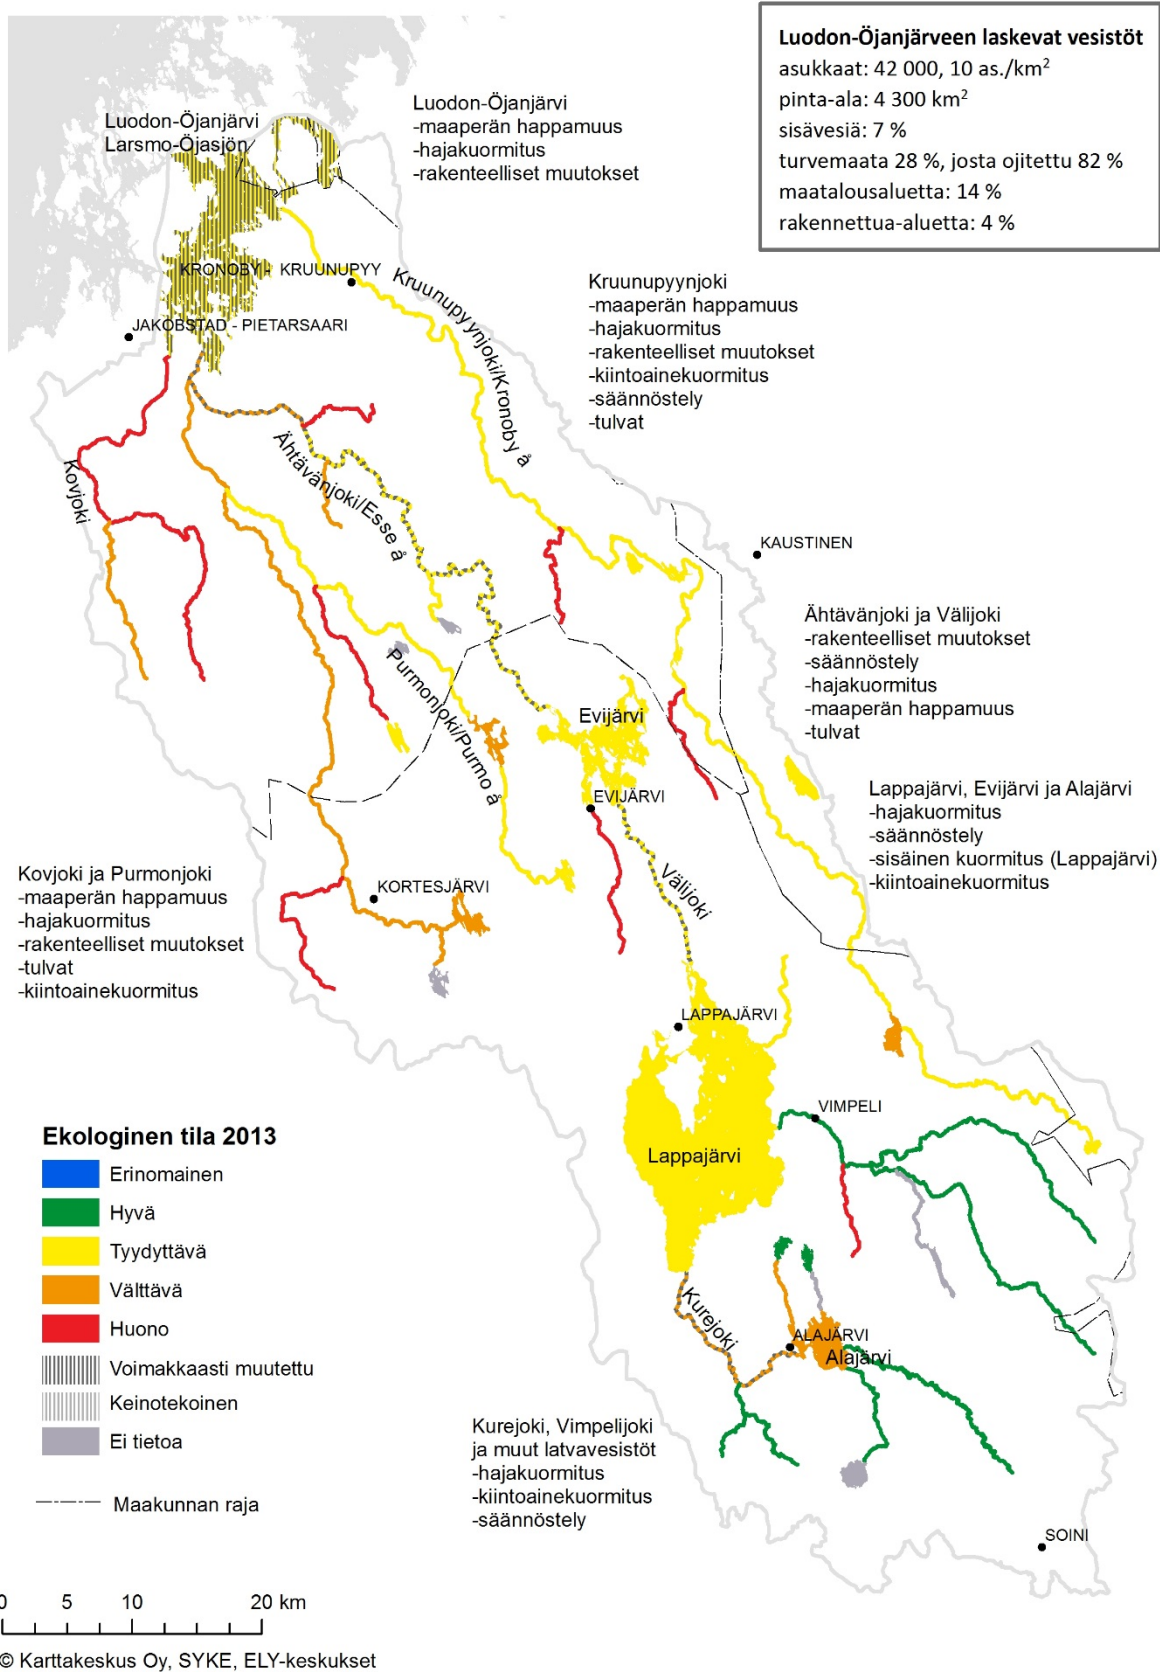 Luodon-Öjanjärveen laskevat vesistöt
asukkaat: 42 000, 10 as./km²
pinta-ala: 4 300 km²
sisävesiä: 7 %
turvemaata 28 %, josta ojitettu 82 %
maatalousaluetta: 14 %
rakennettua-aluetta: 4 %
Luodon-Öjanjärvi
Larsmo-Öjasjön
Luodon-Öjanjärvi
-maaperän happamuus
-hajakuormitus
-rakenteelliset muutokset
KRONOBY - KRUUNUPYY
JAKOBSTAD - PIETARSAARI
Kruunupyynjoki/Kronoby å
Kruunupyynjoki
-maaperän happamuus
-hajakuormitus
-rakenteelliset muutokset
-kiintoainekuormitus
-säännöstely
-tulvat
Kovjoki
Ähtävänjoki/Esse å
KAUSTINEN
Ähtävänjoki ja Välijoki
-rakenteelliset muutokset
-säännöstely
-hajakuormitus
-maaperän happamuus
-tulvat
Purmonjoki/Purmo å
Evijärvi
EVIJÄRVI
Lappajärvi, Evijärvi ja Alajärvi
-hajakuormitus
-säännöstely
-sisäinen kuormitus (Lappajärvi)
-kiintoainekuormitus
Kovjoki ja Purmonjoki
-maaperän happamuus
-hajakuormitus
-rakenteelliset muutokset
-tulvat
-kiintoainekuormitus
KORTESJÄRVI
Välijoki
LAPPAJÄRVI
VIMPELI
Lappajärvi
Kurejoki
ALAJÄRVI
Alajärvi
Ekologinen tila 2013
Erinomainen
Hyvä
Tyydyttävä
Välttävä
Huono
Voimakkaasti muutettu
Keinotekoinen
Ei tietoa
Maakunnan raja
Kurejoki, Vimpelijoki
ja muut latvavesistöt
-hajakuormitus
-kiintoainekuormitus
-säännöstely
SOINI
0 5 10 20 km
© Karttakeskus Oy, SYKE, ELY-keskukset